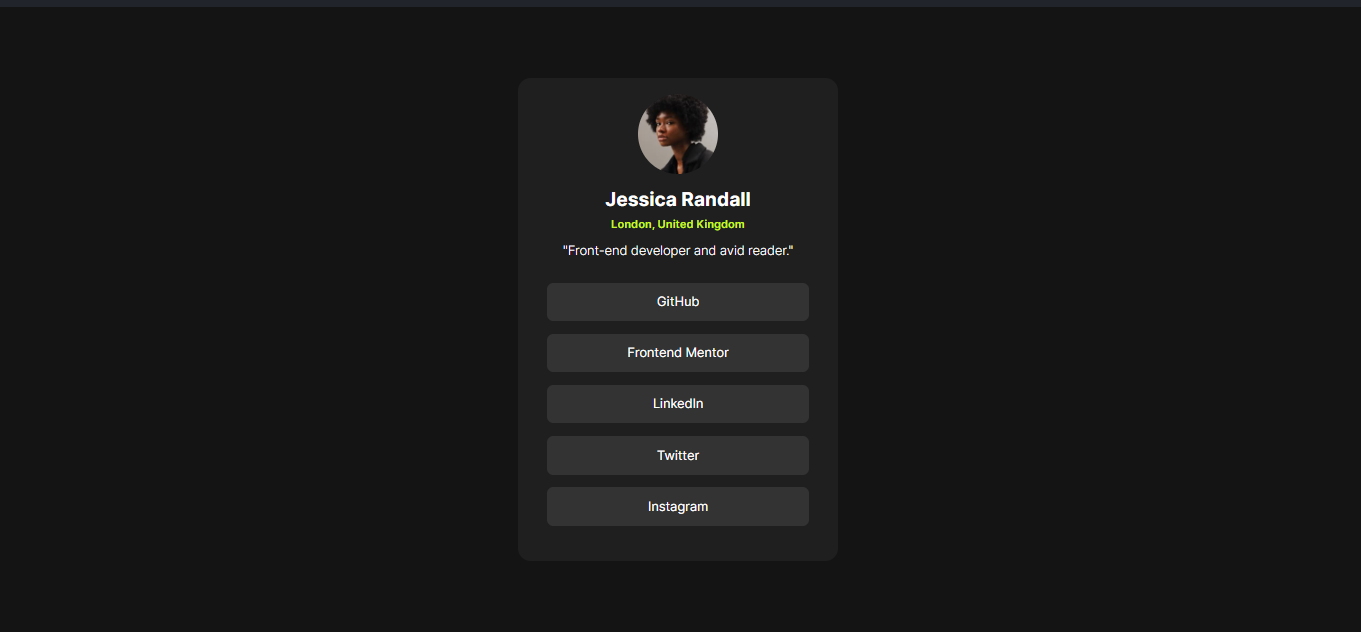 Jessica Randall
London, United Kingdom
"Front-end developer and avid reader."
GitHub
Frontend Mentor
LinkedIn
Twitter
Instagram